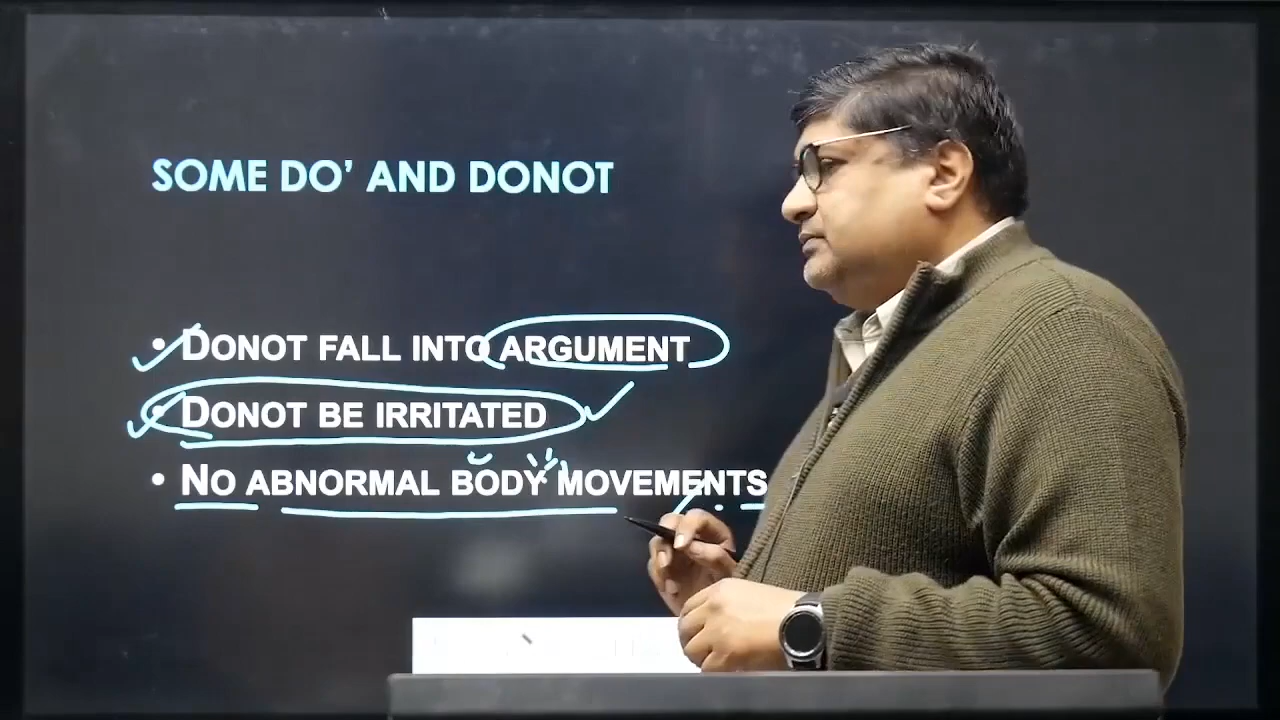 SOME DO' AND DONOT
• DONOT FALL INTO ARGUMENT
• DONOT BE IRRITATED
• NO ABNORMAL BODY MOVEMENTS